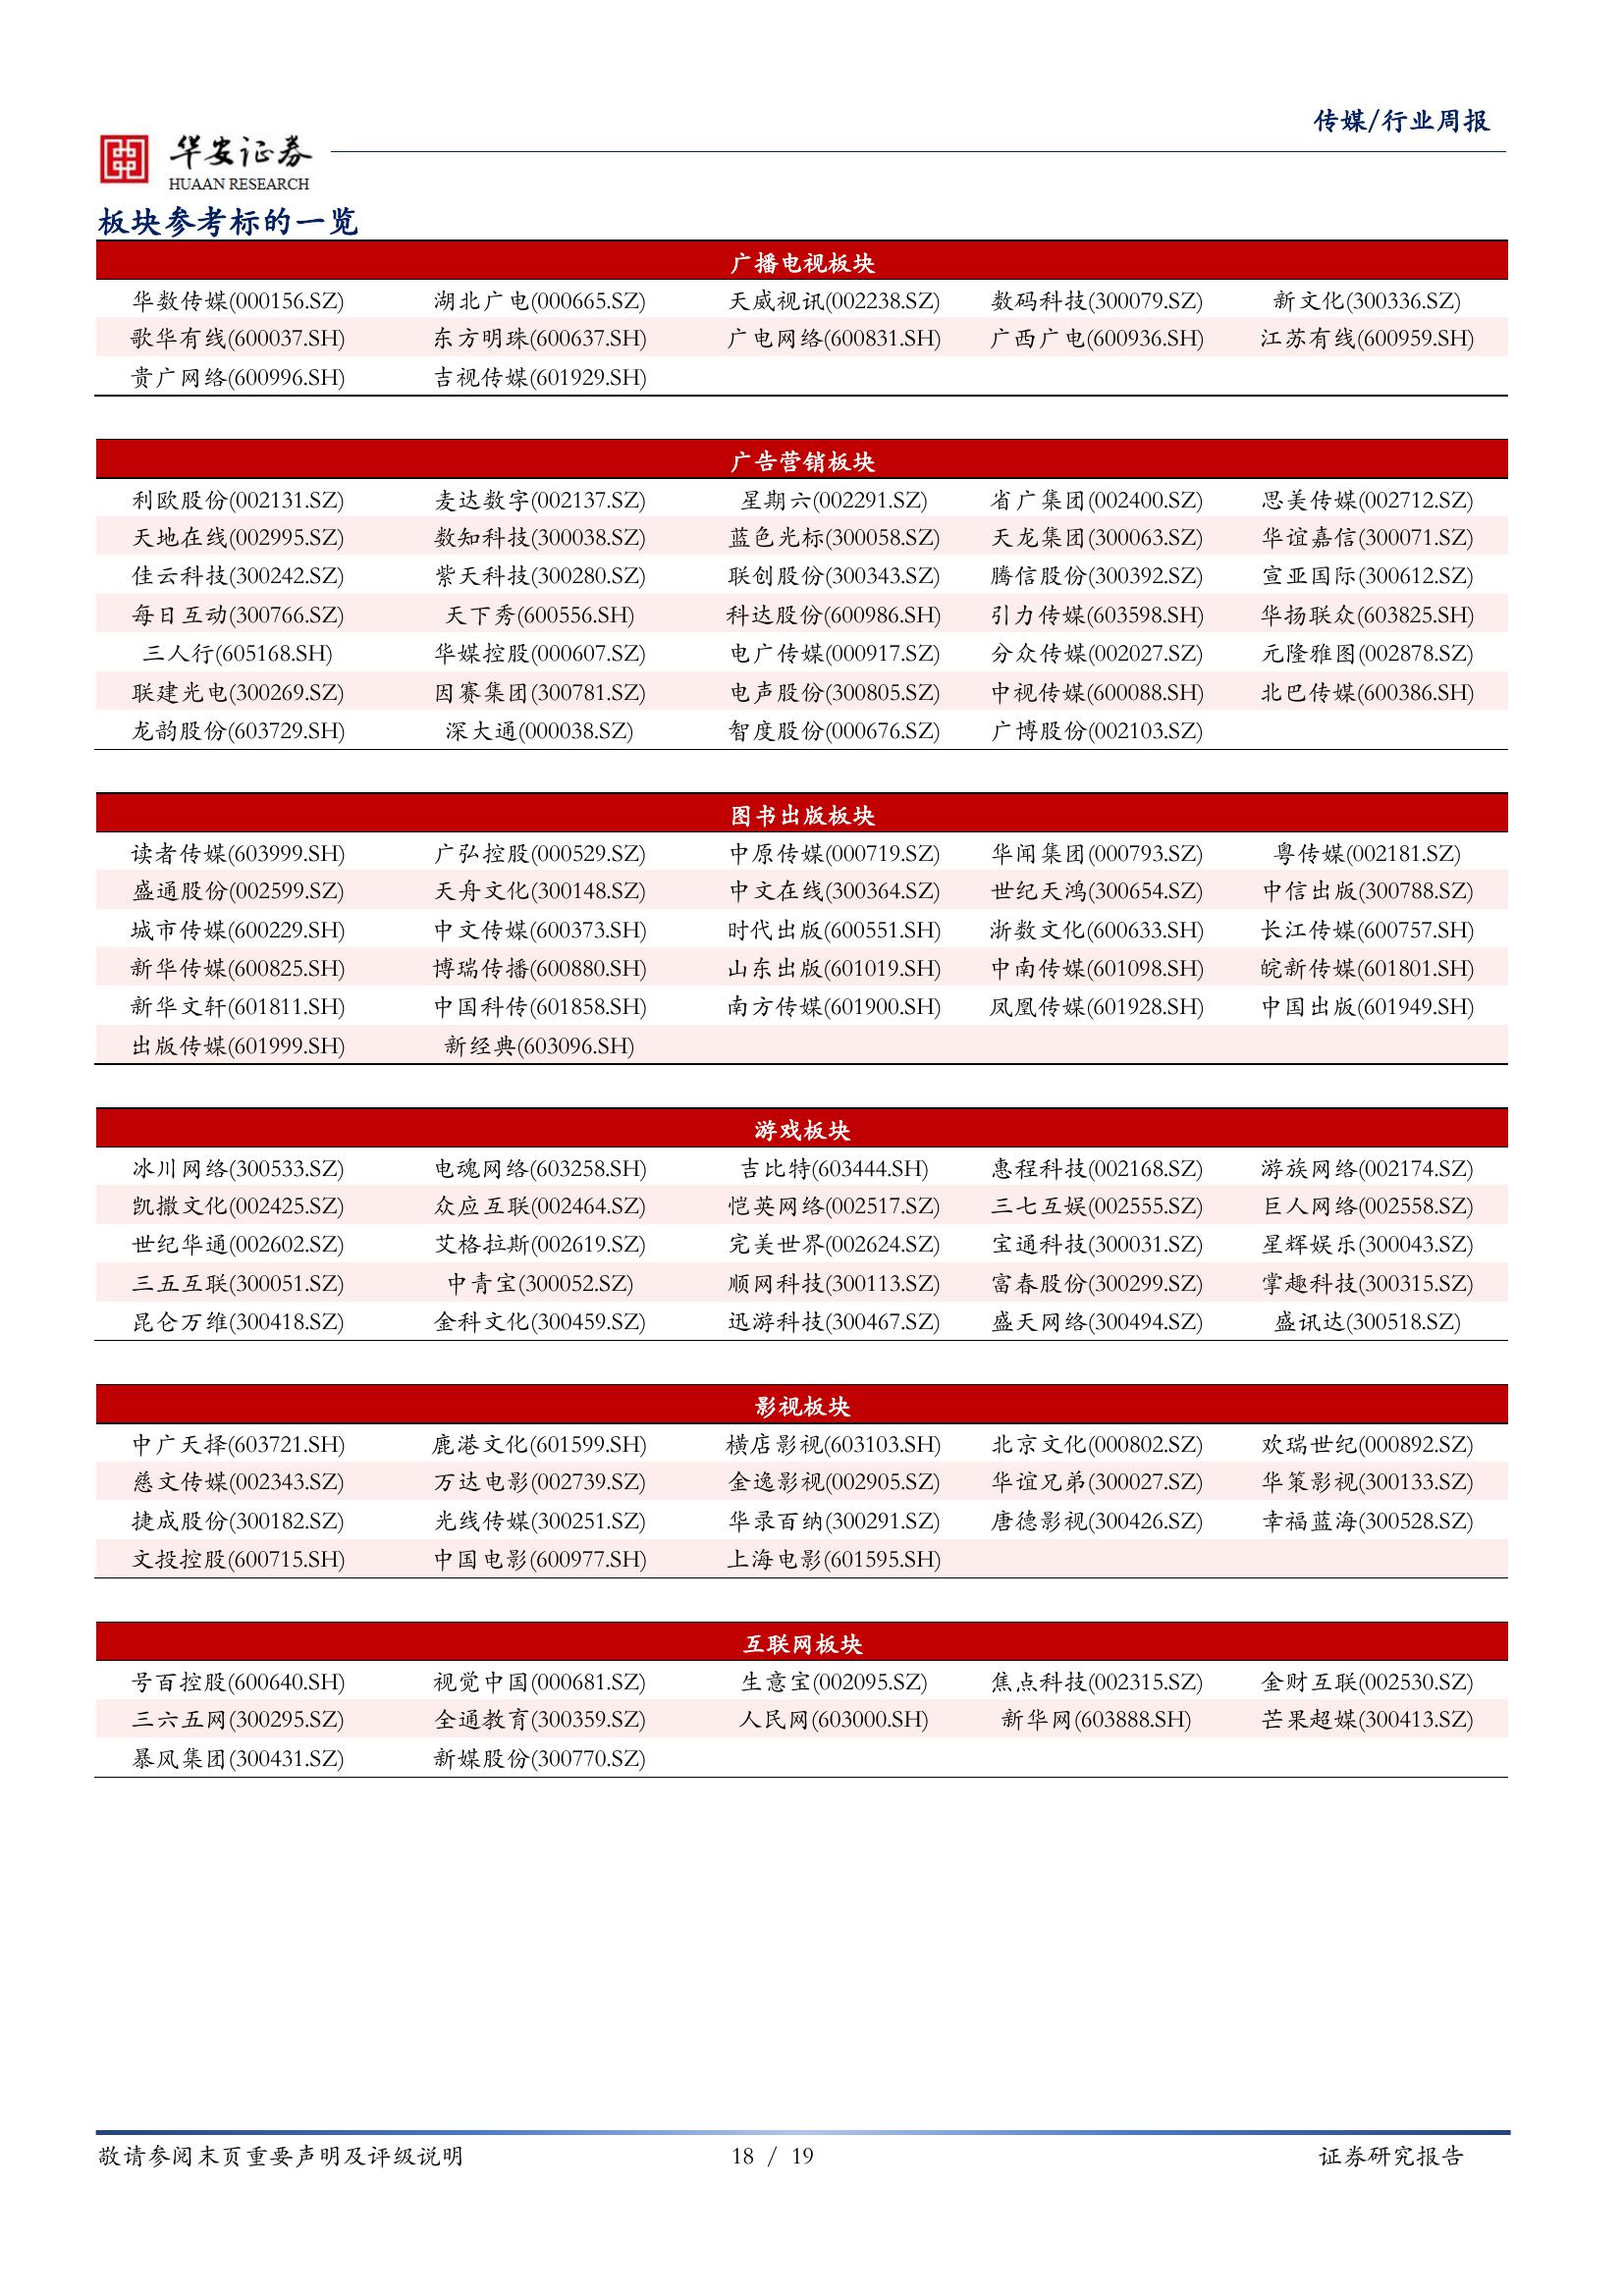 传媒/行业周报
华安证券
HUAAN RESEARCH
板块参考标的一览
广播电视板块
华数传媒(000156.SZ) 湖北广电(000665.SZ) 天威视讯(002238.SZ) 数码科技(300079.SZ) 新文化(300336.SZ)
歌华有线(600037.SH) 东方明珠(600637.SH) 广电网络(600831.SH) 广西广电(600936.SH) 江苏有线(600959.SH)
贵广网络(600996.SH) 吉视传媒(601929.SH)
广告营销板块
利欧股份(002131.SZ) 麦达数字(002137.SZ) 星期六(002291.SZ) 省广集团(002400.SZ) 思美传媒(002712.SZ)
天地在线(002995.SZ) 数知科技(300038.SZ) 蓝色光标(300058.SZ) 天龙集团(300063.SZ) 华谊嘉信(300071.SZ)
佳云科技(300242.SZ) 紫天科技(300280.SZ) 联创股份(300343.SZ) 腾信股份(300392.SZ) 宣亚国际(300612.SZ)
每日互动(300766.SZ) 天下秀(600556.SH) 科达股份(600986.SH) 引力传媒(603598.SH) 华扬联众(603825.SH)
三人行(605168.SH) 华媒控股(000607.SZ) 电广传媒(000917.SZ) 分众传媒(002027.SZ) 元隆雅图(002878.SZ)
联建光电(300269.SZ) 因赛集团(300781.SZ) 电声股份(300805.SZ) 中视传媒(600088.SH) 北巴传媒(600386.SH)
龙韵股份(603729.SH) 深大通(000038.SZ) 智度股份(000676.SZ) 广博股份(002103.SZ)
图书出版板块
读者传媒(603999.SH) 广弘控股(000529.SZ) 中原传媒(000719.SZ) 华闻集团(000793.SZ) 粤传媒(002181.SZ)
盛通股份(002599.SZ) 天舟文化(300148.SZ) 中文在线(300364.SZ) 世纪天鸿(300654.SZ) 中信出版(300788.SZ)
城市传媒(600229.SH) 中文传媒(600373.SH) 时代出版(600551.SH) 浙数文化(600633.SH) 长江传媒(600757.SH)
新华传媒(600825.SH) 博瑞传播(600880.SH) 山东出版(601019.SH) 中南传媒(601098.SH) 皖新传媒(601801.SH)
新华文轩(601811.SH) 中国科传(601858.SH) 南方传媒(601900.SH) 凤凰传媒(601928.SH) 中国出版(601949.SH)
出版传媒(601999.SH) 新经典(603096.SH)
游戏板块
冰川网络(300533.SZ) 电魂网络(603258.SH) 吉比特(603444.SH) 惠程科技(002168.SZ) 游族网络(002174.SZ)
凯撒文化(002425.SZ) 众应互联(002464.SZ) 恺英网络(002517.SZ) 三七互娱(002555.SZ) 巨人网络(002558.SZ)
世纪华通(002602.SZ) 艾格拉斯(002619.SZ) 完美世界(002624.SZ) 宝通科技(300031.SZ) 星辉娱乐(300043.SZ)
三五互联(300051.SZ) 中青宝(300052.SZ) 顺网科技(300113.SZ) 富春股份(300299.SZ) 掌趣科技(300315.SZ)
昆仑万维(300418.SZ) 金科文化(300459.SZ) 迅游科技(300467.SZ) 盛天网络(300494.SZ) 盛讯达(300518.SZ)
影视板块
中广天择(603721.SH) 鹿港文化(601599.SH) 横店影视(603103.SH) 北京文化(000802.SZ) 欢瑞世纪(000892.SZ)
慈文传媒(002343.SZ) 万达电影(002739.SZ) 金逸影视(002905.SZ) 华谊兄弟(300027.SZ) 华策影视(300133.SZ)
捷成股份(300182.SZ) 光线传媒(300251.SZ) 华录百纳(300291.SZ) 唐德影视(300426.SZ) 幸福蓝海(300528.SZ)
文投控股(600715.SH) 中国电影(600977.SH) 上海电影(601595.SH)
互联网板块
号百控股(600640.SH) 视觉中国(000681.SZ) 生意宝(002095.SZ) 焦点科技(002315.SZ) 金财互联(002530.SZ)
三六五网(300295.SZ) 全通教育(300359.SZ) 人民网(603000.SH) 新华网(603888.SH) 芒果超媒(300413.SZ)
暴风集团(300431.SZ) 新媒股份(300770.SZ)
敬请参阅末页重要声明及评级说明 18 / 19 证券研究报告